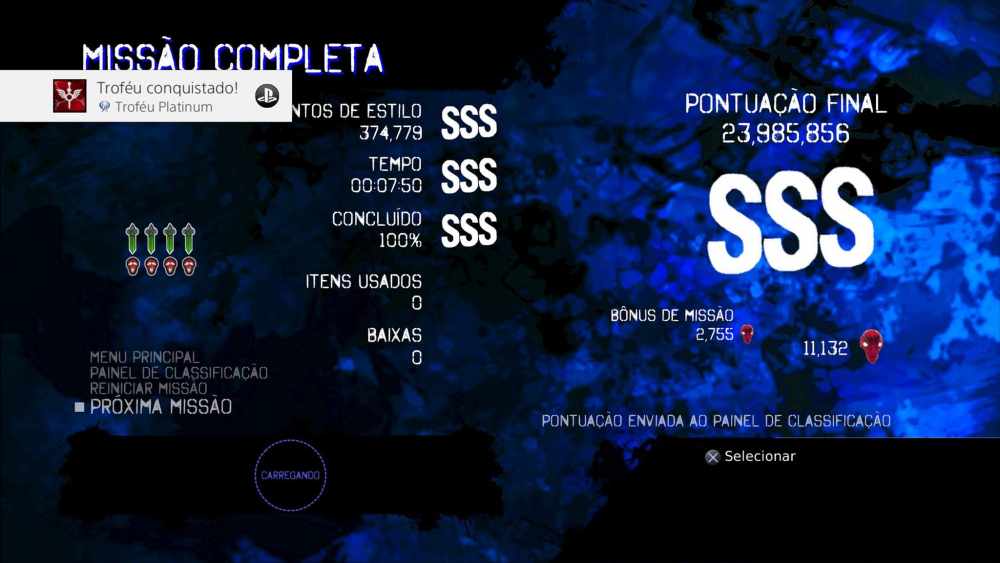 MISSÃO COMPLETA
Troféu conquistado!
Troféu Platinum
NTOS DE ESTILO
374,779
SSS
TEMPO
00:07:50
SSS
CONCLUÍDO
100%
SSS
ITENS USADOS
0
BAIXAS
0
MENU PRINCIPAL
PAINEL DE CLASSIFICAÇÃO
REINICIAR MISSÃO
PRÓXIMA MISSÃO
CARREGANDO
PONTUAÇÃO FINAL
23,985,856
SSS
BÔNUS DE MISSÃO
2,755
11,132
PONTUAÇÃO ENVIADA AO PAINEL DE CLASSIFICAÇÃO
Selecionar